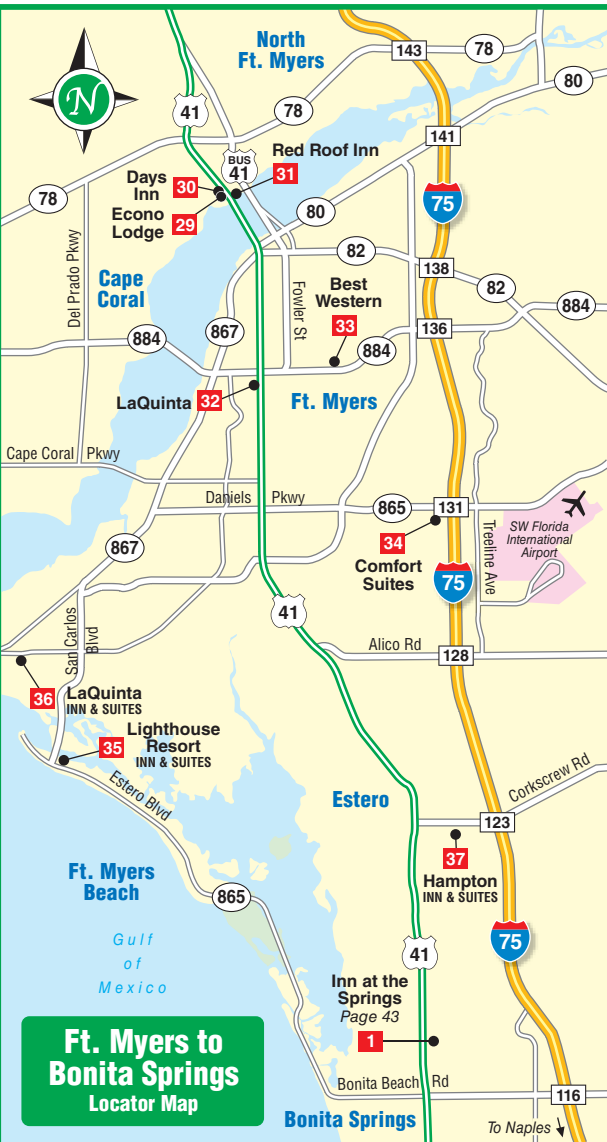 North
Ft. Myers
143
78
80
N
41
78
141
BUS
41
Red Roof Inn
31
Days
Inn
30
Econo
Lodge
29
78
80
75
Del Prado Pkwy
Cape
Coral
82
138
82
Fowler St
Best
Western
33
884
867
884
884
136
LaQuinta
32
Ft. Myers
Cape Coral Pkwy
Daniels Pkwy
865
131
SW Florida
International
Airport
34
Comfort
Suites
Treeline Ave
867
75
41
San Carlos
Blvd
Alico Rd
128
36
LaQuinta
INN & SUITES
35
Lighthouse
Resort
INN & SUITES
Estero Blvd
Corkscrew Rd
Estero
123
37
Hampton
INN & SUITES
Ft. Myers
Beach
865
Gulf
of
Mexico
41
75
Inn at the
Springs
Page 43
1
Ft. Myers to
Bonita Springs
Locator Map
Bonita Beach Rd
116
Bonita Springs
To Naples